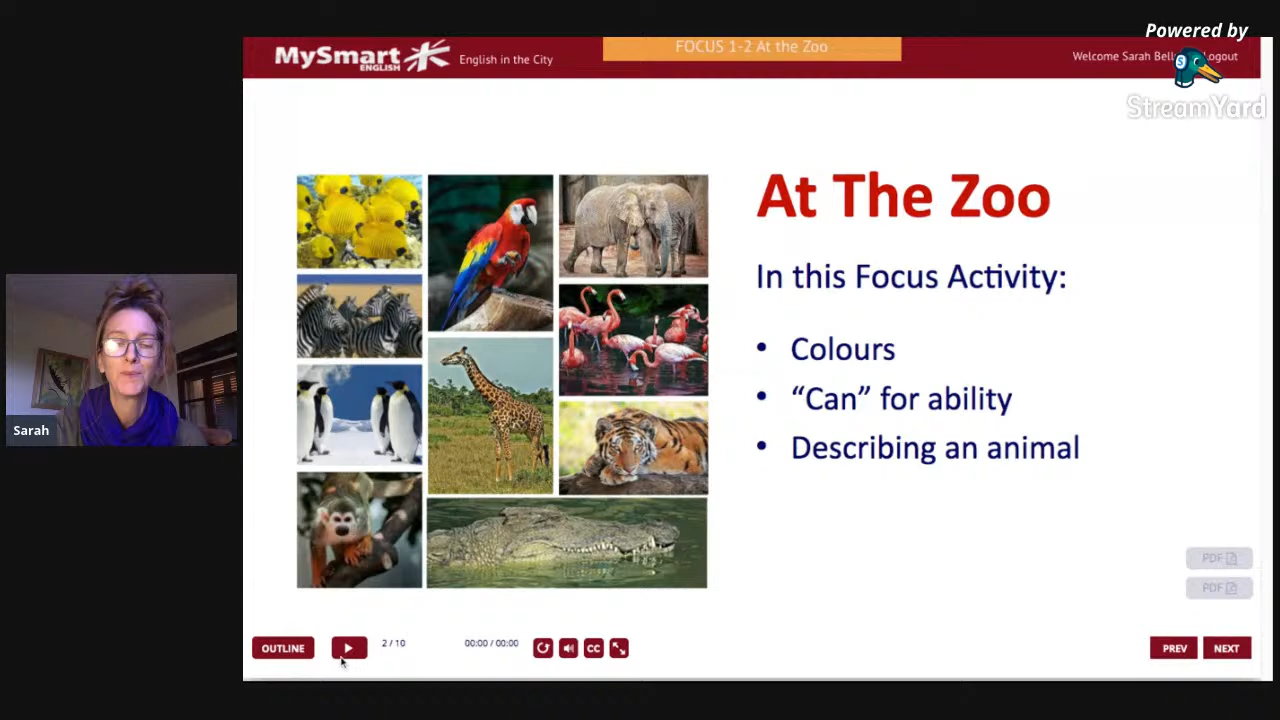 Powered by
StreamYard
MySmart
ENGLISH
English in the City
FOCUS 1-2 At the Zoo
Welcome Sarah Bell
Logout
At The Zoo
In this Focus Activity:
• Colours
• “Can” for ability
• Describing an animal
Sarah
PDF
PDF
OUTLINE
2 / 10
00:00 / 00:00
CC
PREV
NEXT